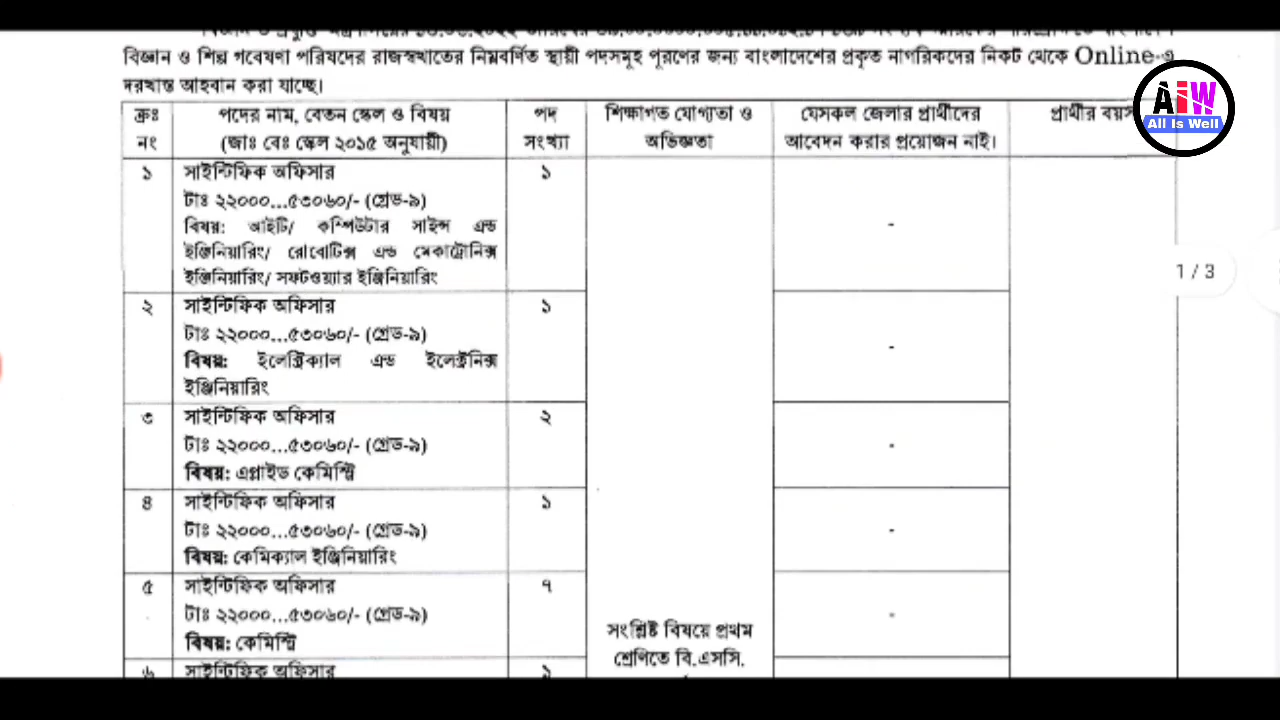 বিজ্ঞান ও শিল্প গবেষণা পরিষদের রাজস্বখাতের নিম্নবর্ণিত স্থায়ী পদসমূহ পূরণের জন্য বাংলাদেশের প্রকৃত নাগরিকদের নিকট থেকে Online-এ
দরখাস্ত আহবান করা যাচ্ছে।
AiW
All Is Well
ক্রঃ নং
পদের নাম, বেতন স্কেল ও বিষয়
(জাঃ বেঃ স্কেল ২০১৫ অনুযায়ী)
পদ সংখ্যা
শিক্ষাগত যোগ্যতা ও
অভিজ্ঞতা
যেসকল জেলার প্রার্থীদের
আবেদন করার প্রয়োজন নাই।
প্রার্থীর বয়স
১
সাইন্টিফিক অফিসার
১
টাঃ ২২০০০...৫৩০৬০/- (গ্রেড-৯)
বিষয়: আইটি/ কম্পিউটার সাইন্স এন্ড
-
ইঞ্জিনিয়ারিং/ রোবোটিক্স এন্ড মেকাট্রোনিক্স
ইঞ্জিনিয়ারিং/ সফটওয়্যার ইঞ্জিনিয়ারিং
1 / 3
২
সাইন্টিফিক অফিসার
১
টাঃ ২২০০০...৫৩০৬০/- (গ্রেড-৯)
-
বিষয়: ইলেক্ট্রিক্যাল এন্ড ইলেক্ট্রনিক্স
ইঞ্জিনিয়ারিং
৩
সাইন্টিফিক অফিসার
২
টাঃ ২২০০০...৫৩০৬০/- (গ্রেড-৯)
-
বিষয়: এপ্লাইড কেমিস্ট্রি
৪
সাইন্টিফিক অফিসার
১
টাঃ ২২০০০...৫৩০৬০/- (গ্রেড-৯)
-
বিষয়: কেমিক্যাল ইঞ্জিনিয়ারিং
৫
সাইন্টিফিক অফিসার
৭
টাঃ ২২০০০...৫৩০৬০/- (গ্রেড-৯)
-
বিষয়: কেমিস্ট্রি
সংশ্লিষ্ট বিষয়ে প্রথম
শ্রেণিতে বি.এসসি.
৬
সাইন্টিফিক অফিসার
১